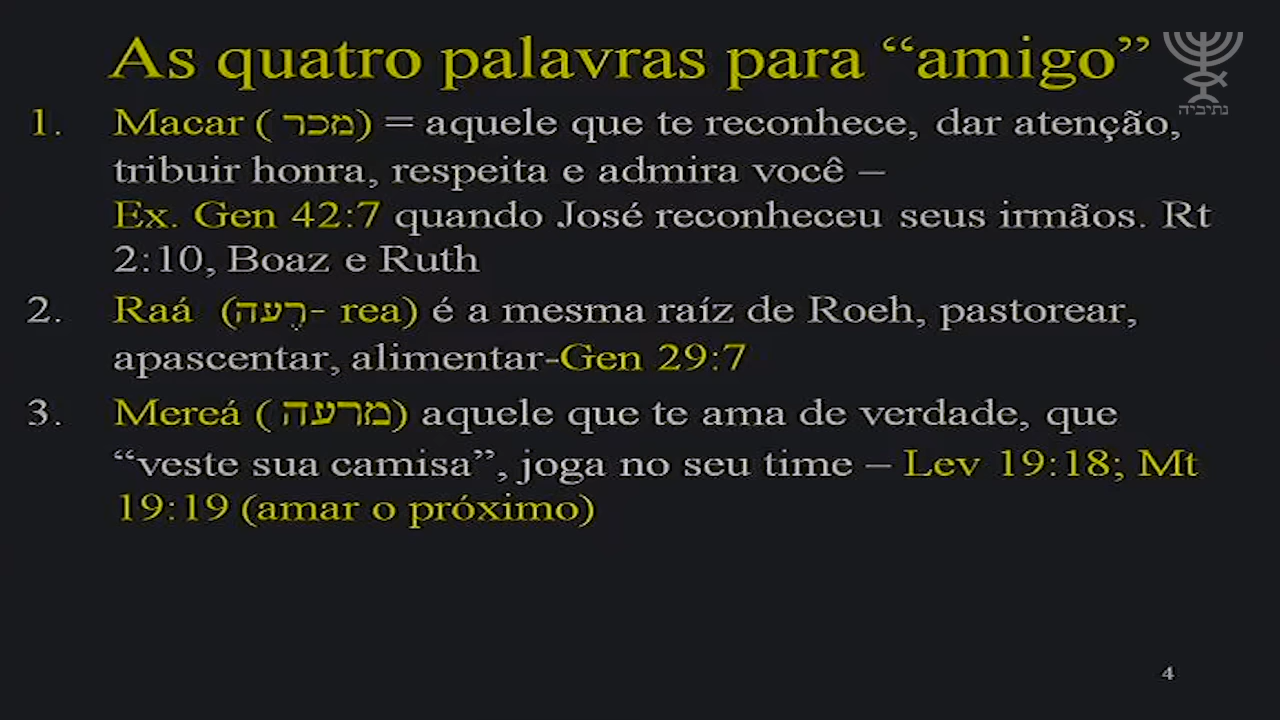 As quatro palavras para “amigo”
נתיביה
1. Macar ( מכר) = aquele que te reconhece, dar atenção,
tribuir honra, respeita e admira você –
Ex. Gen 42:7 quando José reconheceu seus irmãos. Rt
2:10, Boaz e Ruth
2. Raá (רֶעה- rea) é a mesma raíz de Roeh, pastorear,
apascentar, alimentar-Gen 29:7
3. Mereá ( מרעה) aquele que te ama de verdade, que
“veste sua camisa”, joga no seu time – Lev 19:18; Mt
19:19 (amar o próximo)
4